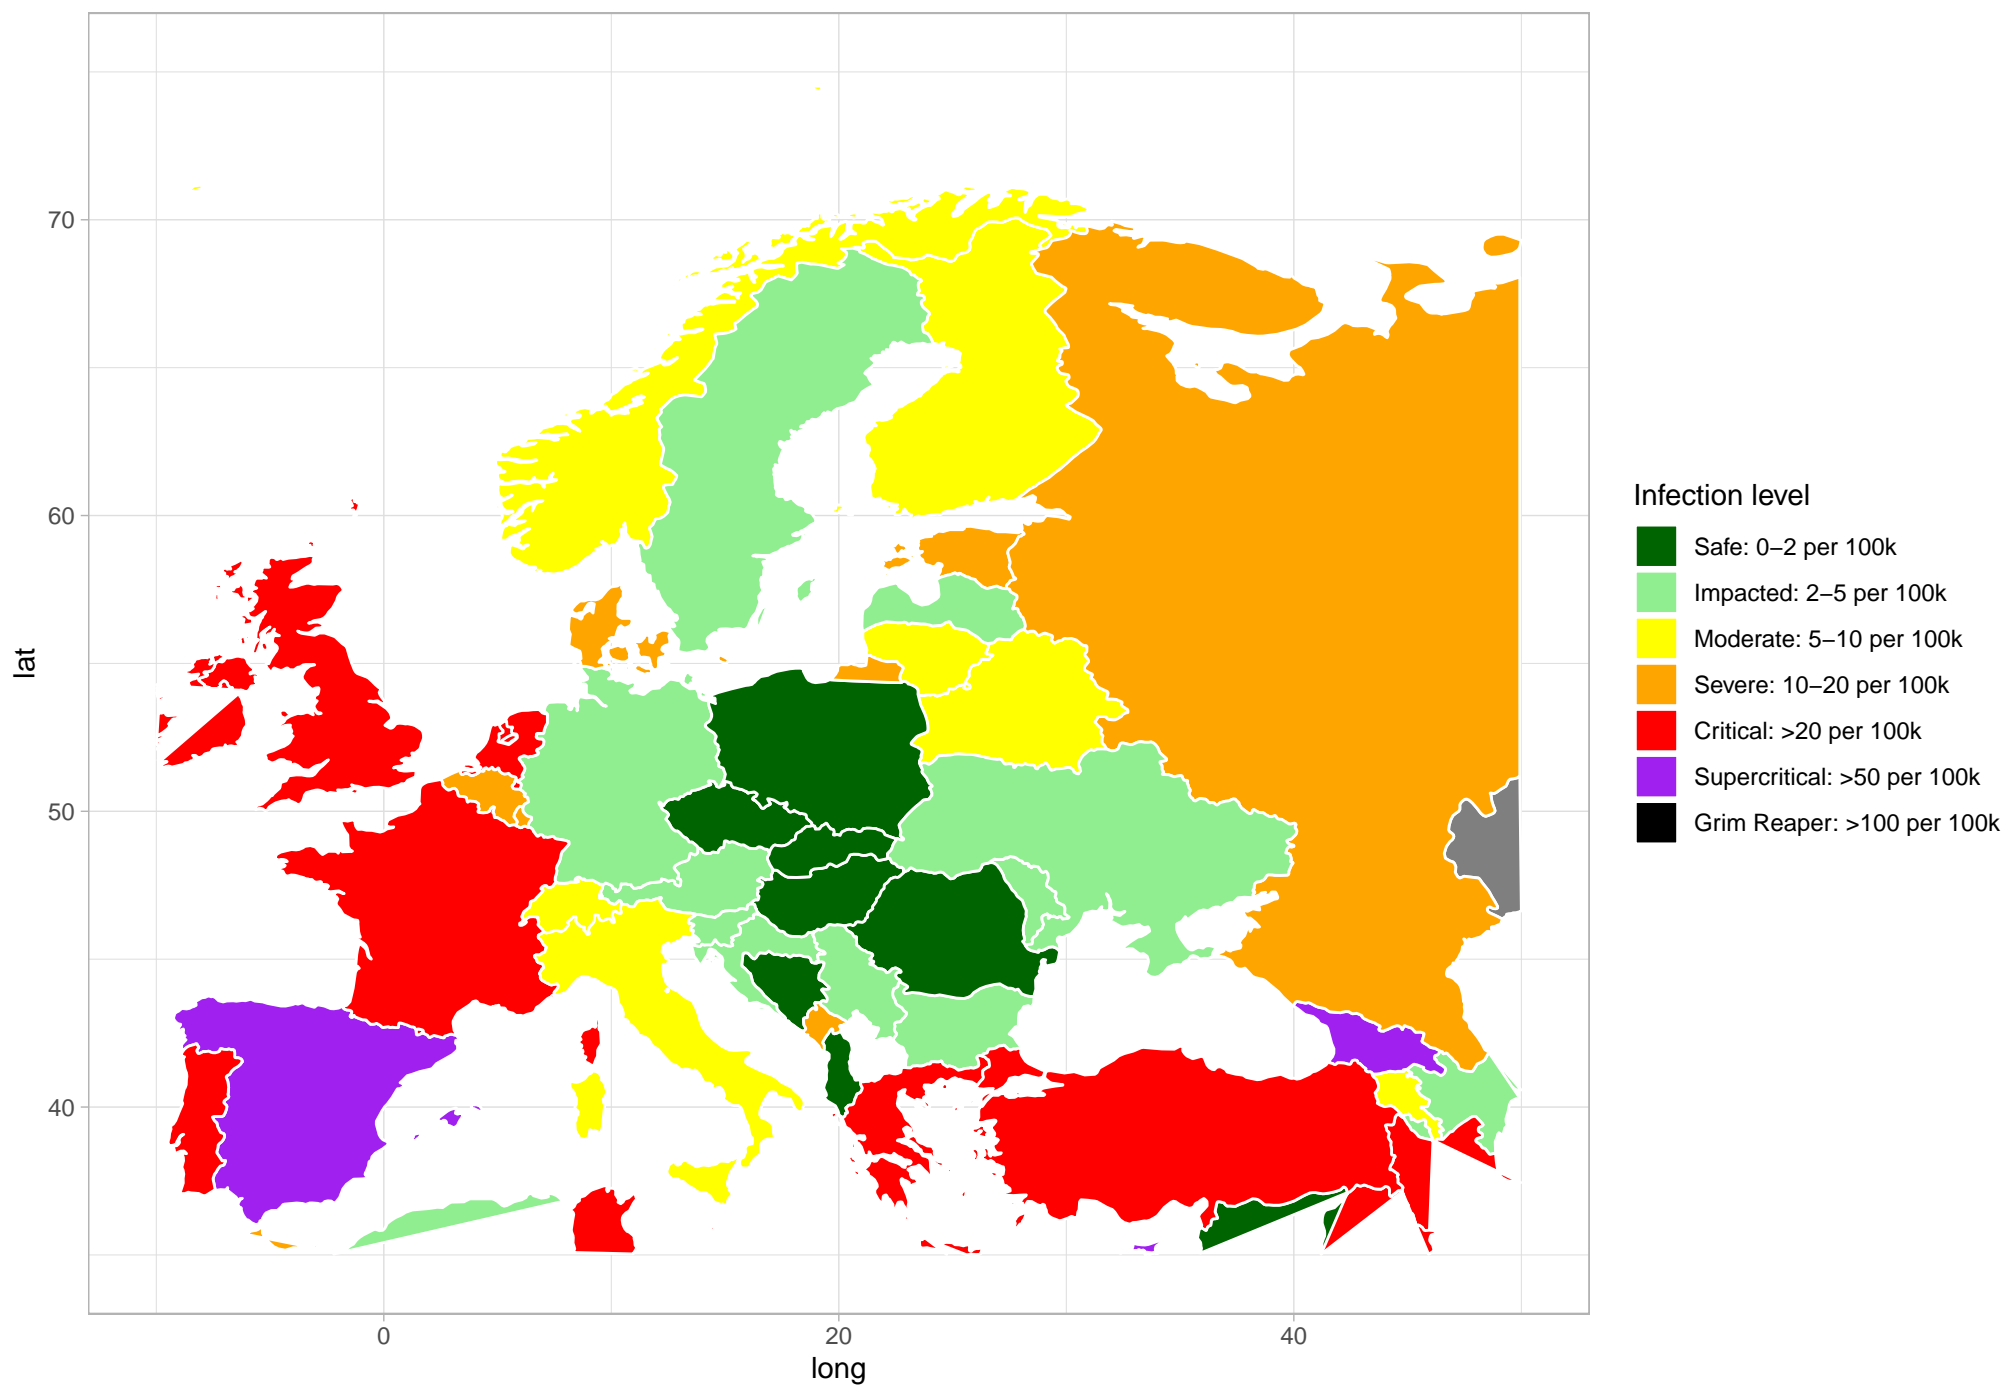 70
60
50
40
lat
0
20
40
long
Infection level
Safe: 0–2 per 100k
Impacted: 2–5 per 100k
Moderate: 5–10 per 100k
Severe: 10–20 per 100k
Critical: >20 per 100k
Supercritical: >50 per 100k
Grim Reaper: >100 per 100k